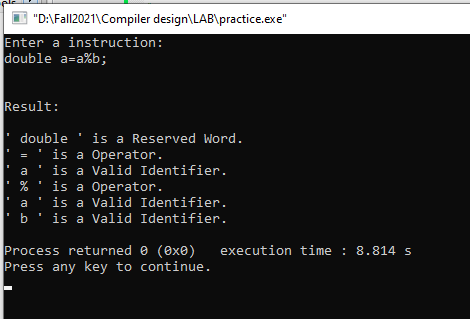 "D:\Fall2021\Compiler design\LAB\practice.exe"
Enter a instruction:
double a=a%b;
Result:
' double ' is a Reserved Word.
' = ' is a Operator.
' a ' is a Valid Identifier.
' % ' is a Operator.
' a ' is a Valid Identifier.
' b ' is a Valid Identifier.
Process returned 0 (0x0)   execution time : 8.814 s
Press any key to continue.